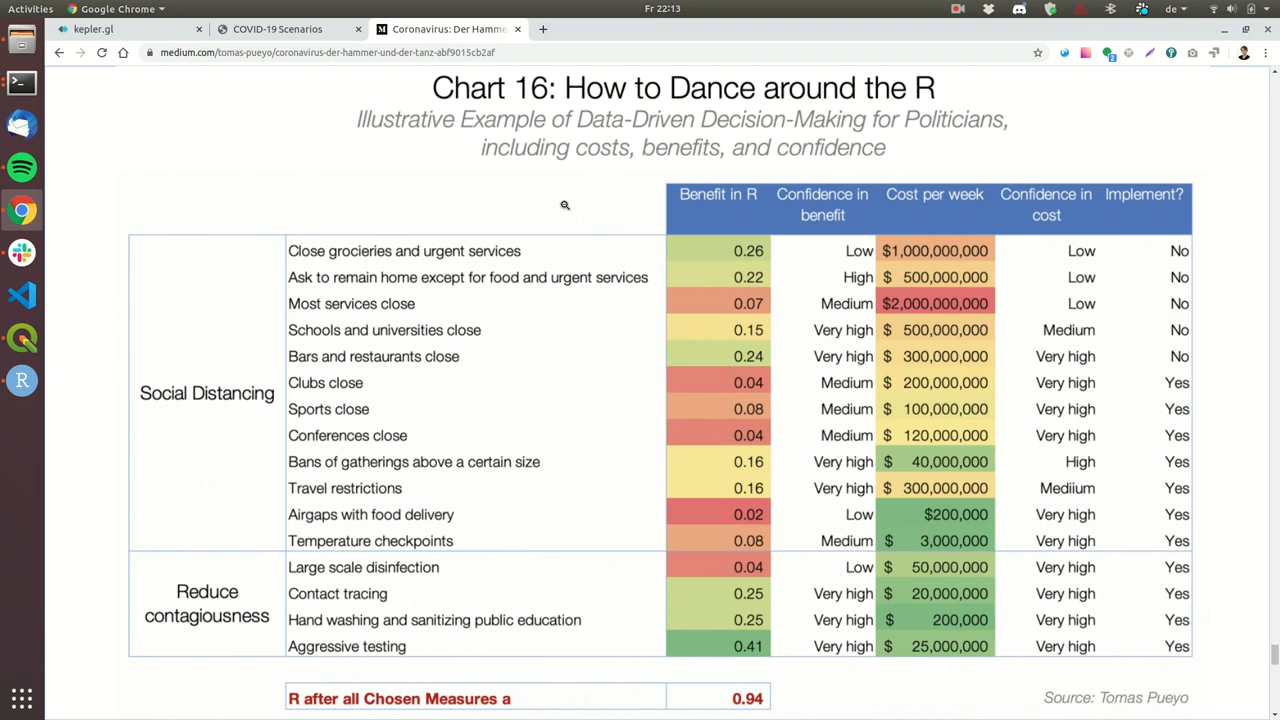 Activities Google Chrome Fr 22:13 de
kepler.gl × COVID-19 Scenarios × Coronavirus: Der Hamme ×
medium.com/tomas-pueyo/coronavirus-der-hammer-und-der-tanz-abf9015cb2af
Chart 16: How to Dance around the R
Illustrative Example of Data-Driven Decision-Making for Politicians,
including costs, benefits, and confidence
Benefit in R Confidence in benefit Cost per week Confidence in cost Implement?
Social Distancing
Close grocieries and urgent services 0.26 Low $1,000,000,000 Low No
Ask to remain home except for food and urgent services 0.22 High $ 500,000,000 Low No
Most services close 0.07 Medium $2,000,000,000 Low No
Schools and universities close 0.15 Very high $ 500,000,000 Medium No
Bars and restaurants close 0.24 Very high $ 300,000,000 Very high No
Clubs close 0.04 Medium $ 200,000,000 Very high Yes
Sports close 0.08 Medium $ 100,000,000 Very high Yes
Conferences close 0.04 Medium $ 120,000,000 Very high Yes
Bans of gatherings above a certain size 0.16 Very high $ 40,000,000 High Yes
Travel restrictions 0.16 Very high $ 300,000,000 Mediium Yes
Airgaps with food delivery 0.02 Low $200,000 Very high Yes
Temperature checkpoints 0.08 Medium $ 3,000,000 Very high Yes
Reduce contagiousness
Large scale disinfection 0.04 Low $ 50,000,000 Very high Yes
Contact tracing 0.25 Very high $ 20,000,000 Very high Yes
Hand washing and sanitizing public education 0.25 Very high $ 200,000 Very high Yes
Aggressive testing 0.41 Very high $ 25,000,000 Very high Yes
R after all Chosen Measures a 0.94
Source: Tomas Pueyo